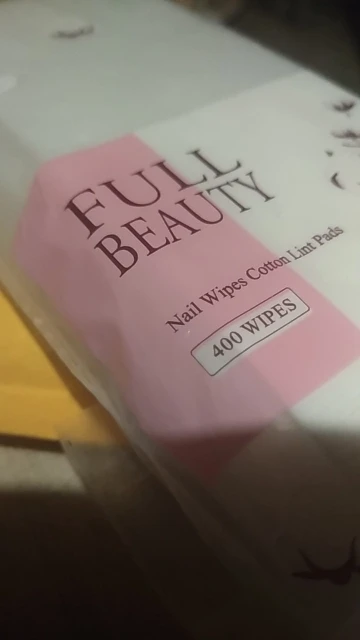 FULL
BEAUTY
Nail Wipes Cotton Lint Pads
400 WIPES